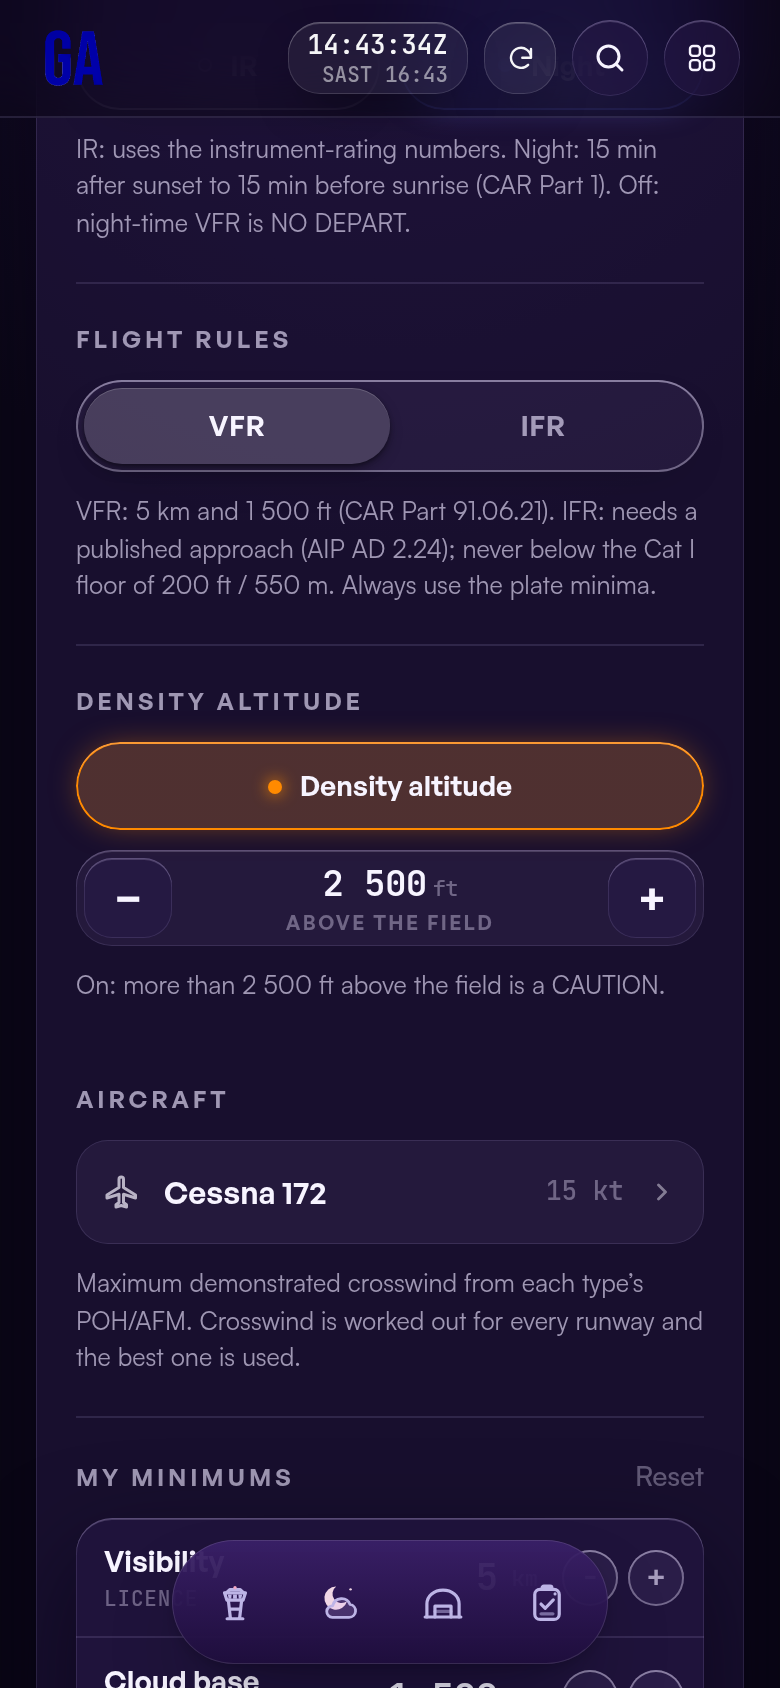 GA
14:43:34Z
SAST 16:43
IR
IR: uses the instrument-rating numbers. Night: 15 min
after sunset to 15 min before sunrise (CAR Part 1). Off:
night-time VFR is NO DEPART.
FLIGHT RULES
VFR
IFR
VFR: 5 km and 1 500 ft (CAR Part 91.06.21). IFR: needs a
published approach (AIP AD 2.24); never below the Cat I
floor of 200 ft / 550 m. Always use the plate minima.
DENSITY ALTITUDE
Density altitude
− 2 500 ft +
ABOVE THE FIELD
On: more than 2 500 ft above the field is a CAUTION.
AIRCRAFT
Cessna 172 15 kt
Maximum demonstrated crosswind from each type’s
POH/AFM. Crosswind is worked out for every runway and
the best one is used.
MY MINIMUMS Reset
Visibility 5 km +
Cloud base